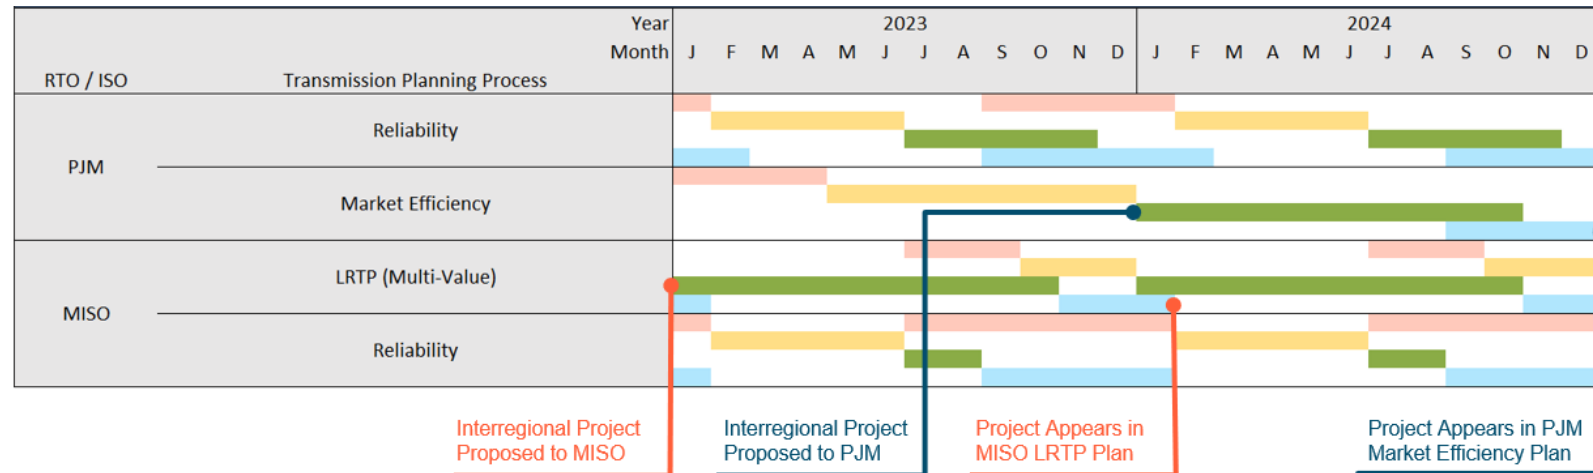 Year 2023 2024
Month J F M A M J J A S O N D J F M A M J J A S O N D
RTO / ISO Transmission Planning Process
Reliability
PJM
Market Efficiency
LRTP (Multi-Value)
MISO
Reliability
Interregional Project
Proposed to MISO
Interregional Project
Proposed to PJM
Project Appears in
MISO LRTP Plan
Project Appears in PJM
Market Efficiency Plan